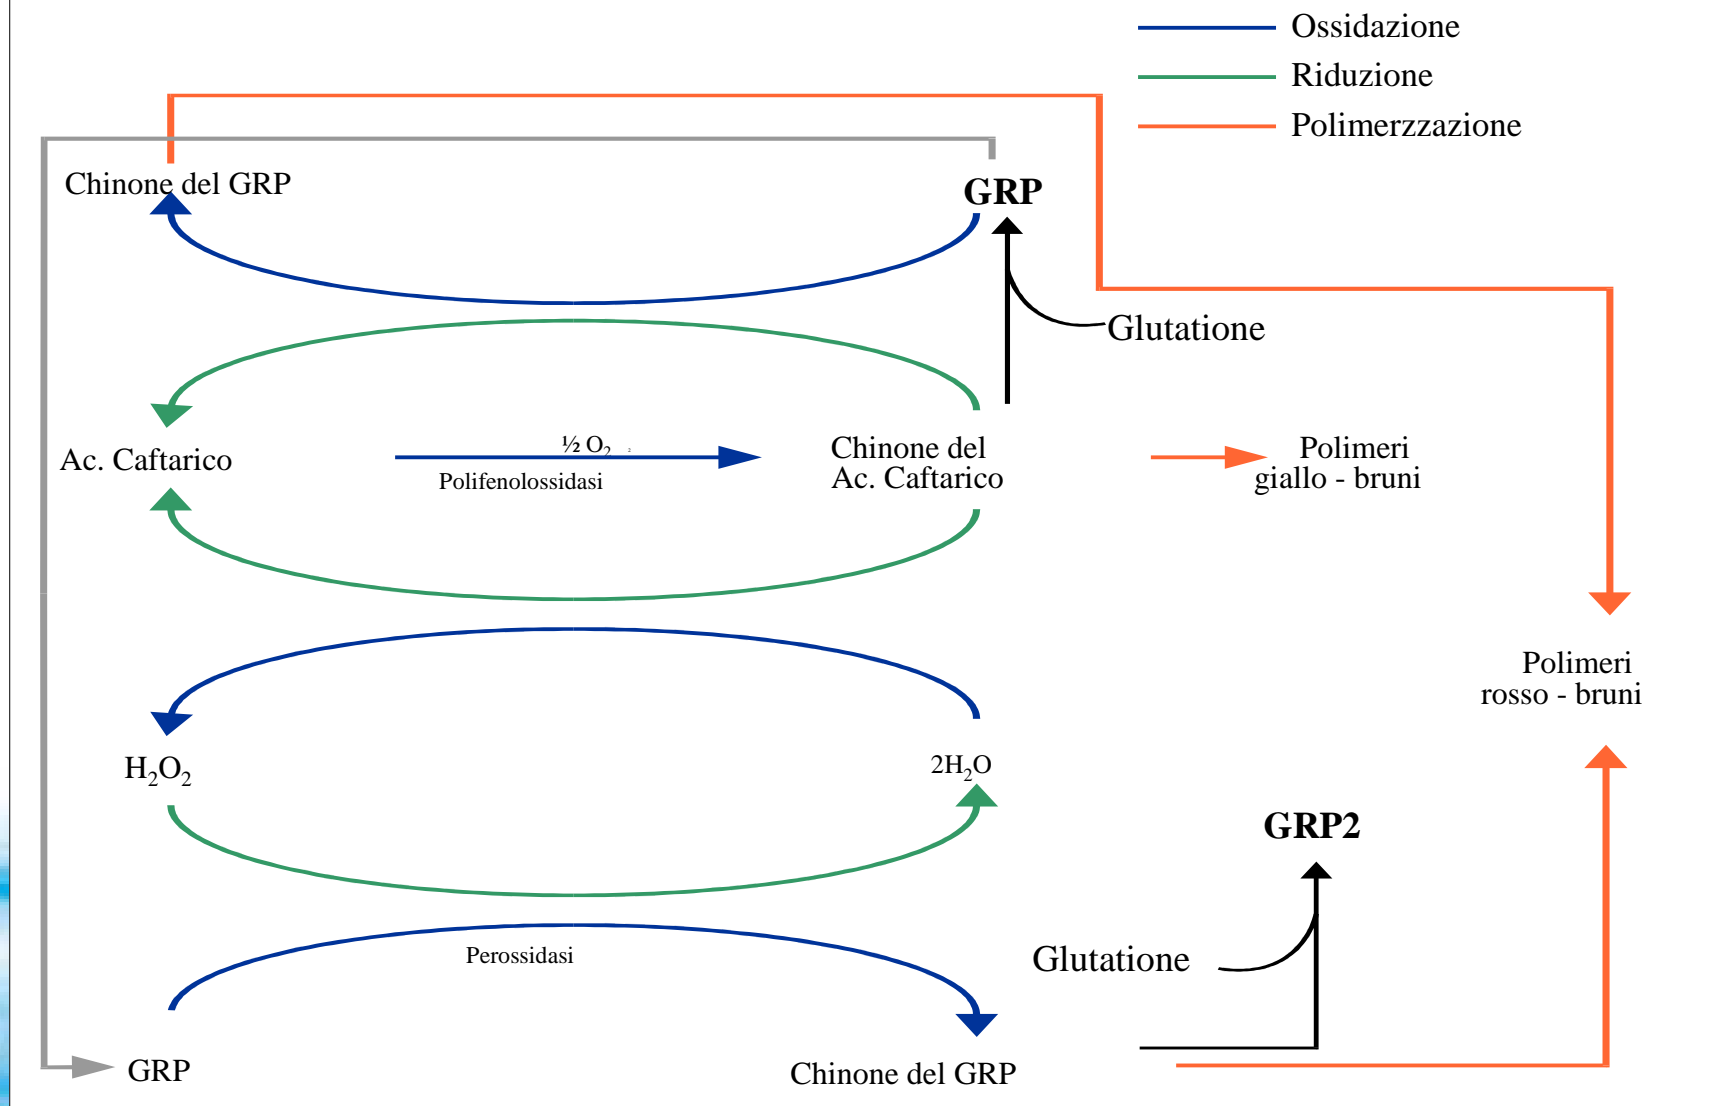 Ossidazione
Riduzione
Polimerzzazione
Chinone del GRP
GRP
Glutatione
Ac. Caftarico
½ O₂
Polifenolossidasi
Chinone del
Ac. Caftarico
Polimeri
giallo - bruni
Polimeri
rosso - bruni
H₂O₂
2H₂O
GRP2
Perossidasi
Glutatione
GRP
Chinone del GRP